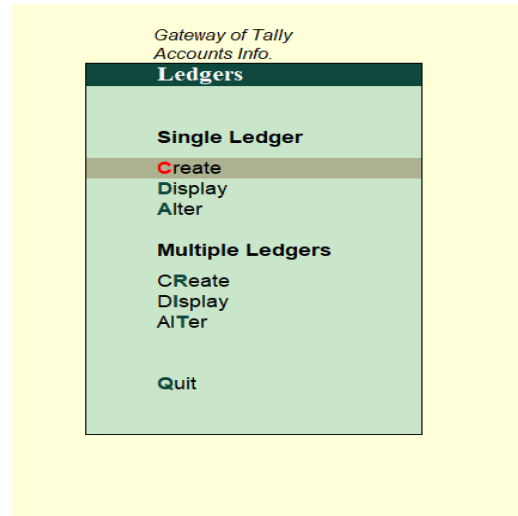 Gateway of Tally
Accounts Info.
Ledgers
Single Ledger
Create
Display
Alter
Multiple Ledgers
CReate
DIsplay
AlTer
Quit